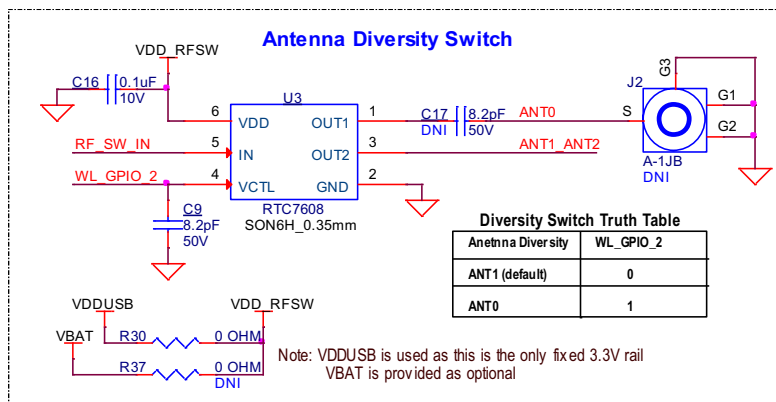 Antenna Diversity Switch
VDD_RFSW
C16
0.1uF
10V
U3
6
VDD
OUT1
1
C17
DNI
8.2pF
50V
ANT0
J2
G3
S
G1
G2
A-1JB
DNI
RF_SW_IN
5
IN
OUT2
3
ANT1_ANT2
WL_GPIO_2
4
VCTL
GND
2
C9
8.2pF
50V
RTC7608
SON6H_0.35mm
Diversity Switch Truth Table
Anetnna Diversity WL_GPIO_2
ANT1 (default) 0
ANT0 1
VDDUSB
VDD_RFSW
VBAT
R30
0 OHM
R37
0 OHM
DNI
Note: VDDUSB is used as this is the only fixed 3.3V rail
VBAT is provided as optional